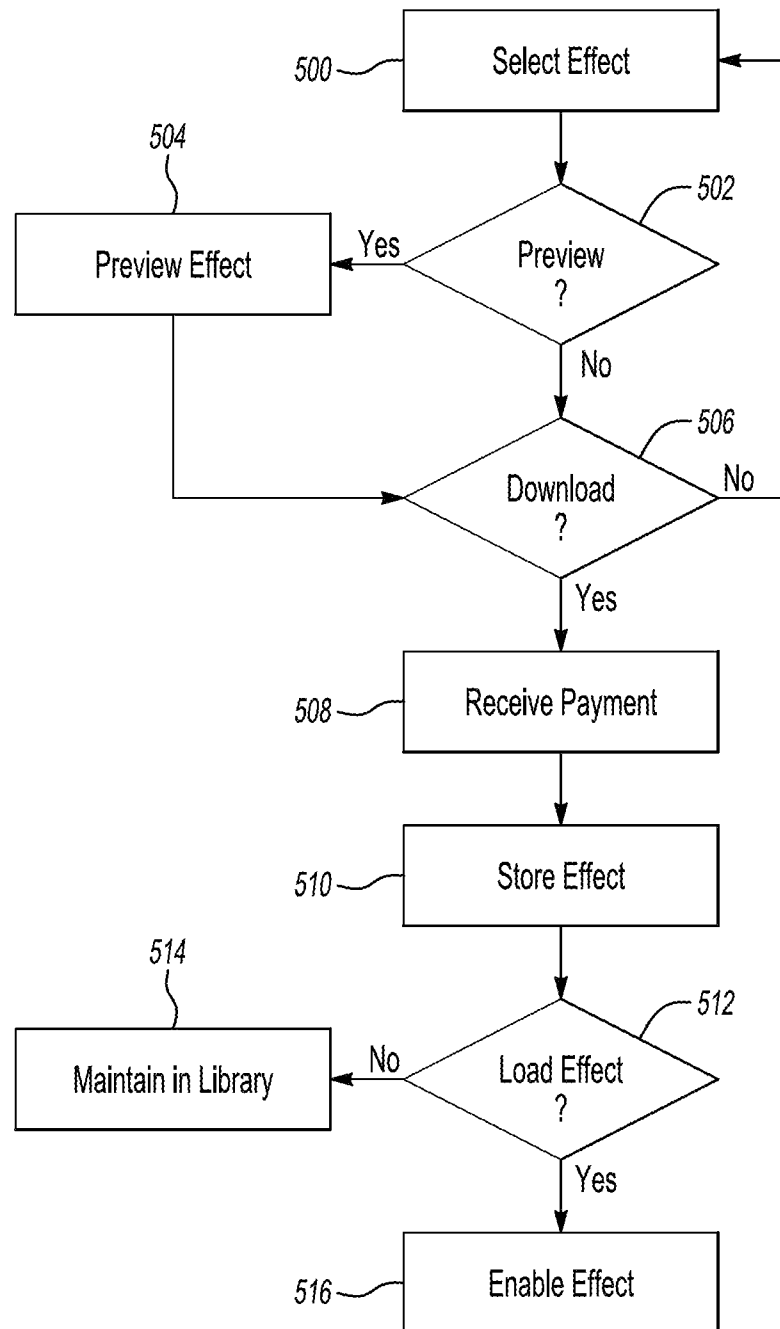 500
Select Effect
504
502
Preview Effect
Yes
Preview
?
No
506
Download
?
No
Yes
508
Receive Payment
510
Store Effect
514
512
Maintain in Library
No
Load Effect
?
Yes
516
Enable Effect